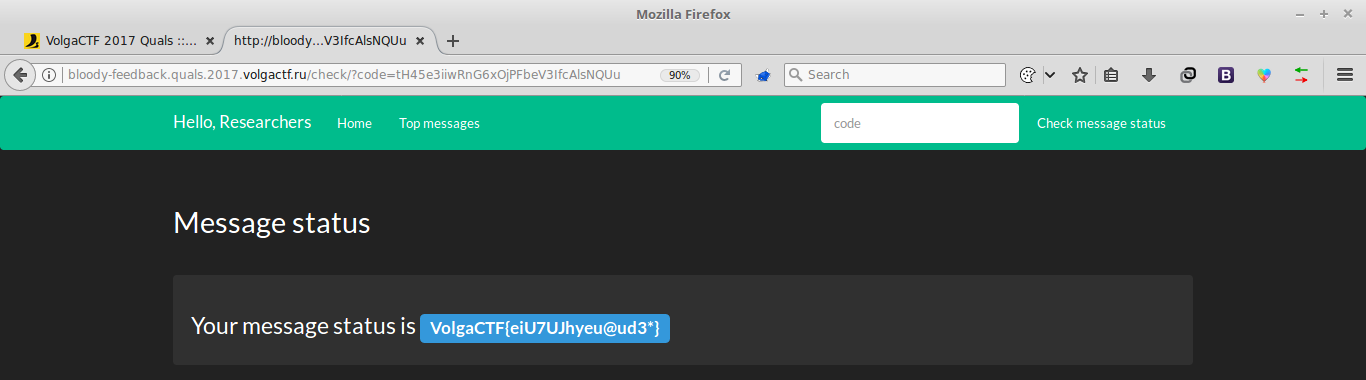 Mozilla Firefox
VolgaCTF 2017 Quals ::...
http://bloody...V3IfcAlsNQUu
bloody-feedback.quals.2017.volgactf.ru/check/?code=tH45e3iiwRnG6xOjPFbeV3IfcAlsNQUu
90%
Search
Hello, Researchers Home Top messages code Check message status
Message status
Your message status is VolgaCTF{eiU7UJhyeu@ud3*}